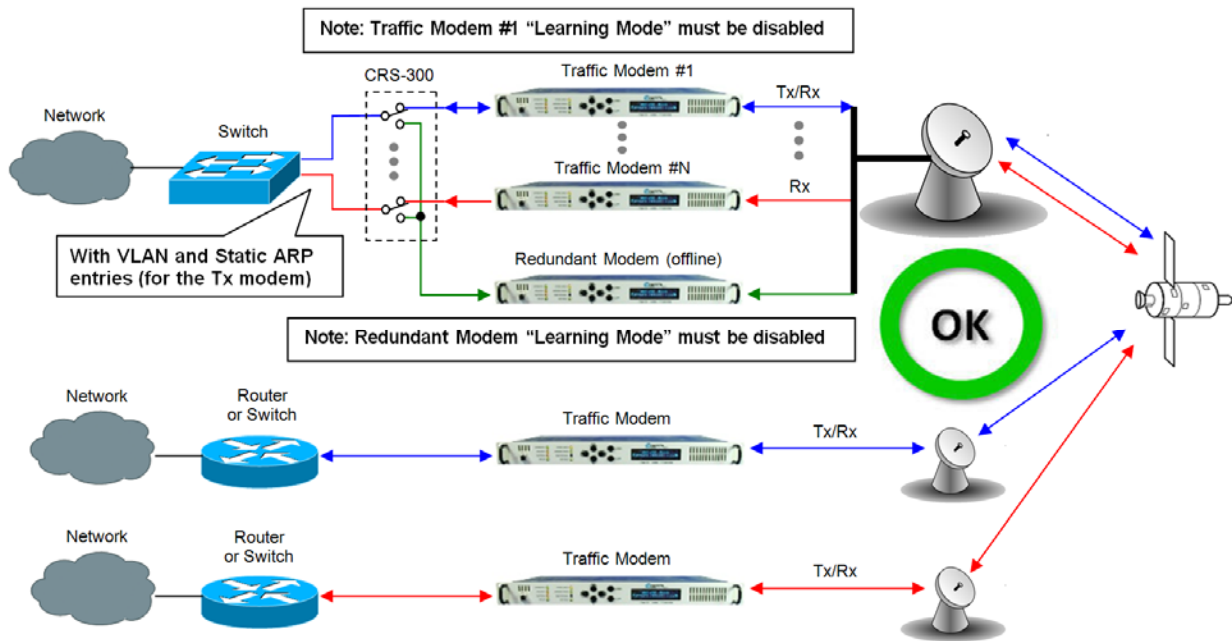 Note: Traffic Modem #1 “Learning Mode” must be disabled
CRS-300
Traffic Modem #1
Tx/Rx
Network
Switch
Traffic Modem #N
Rx
With VLAN and Static ARP
entries (for the Tx modem)
Redundant Modem (offline)
OK
Note: Redundant Modem “Learning Mode” must be disabled
Network
Router
or Switch
Traffic Modem
Tx/Rx
Network
Router
or Switch
Traffic Modem
Tx/Rx